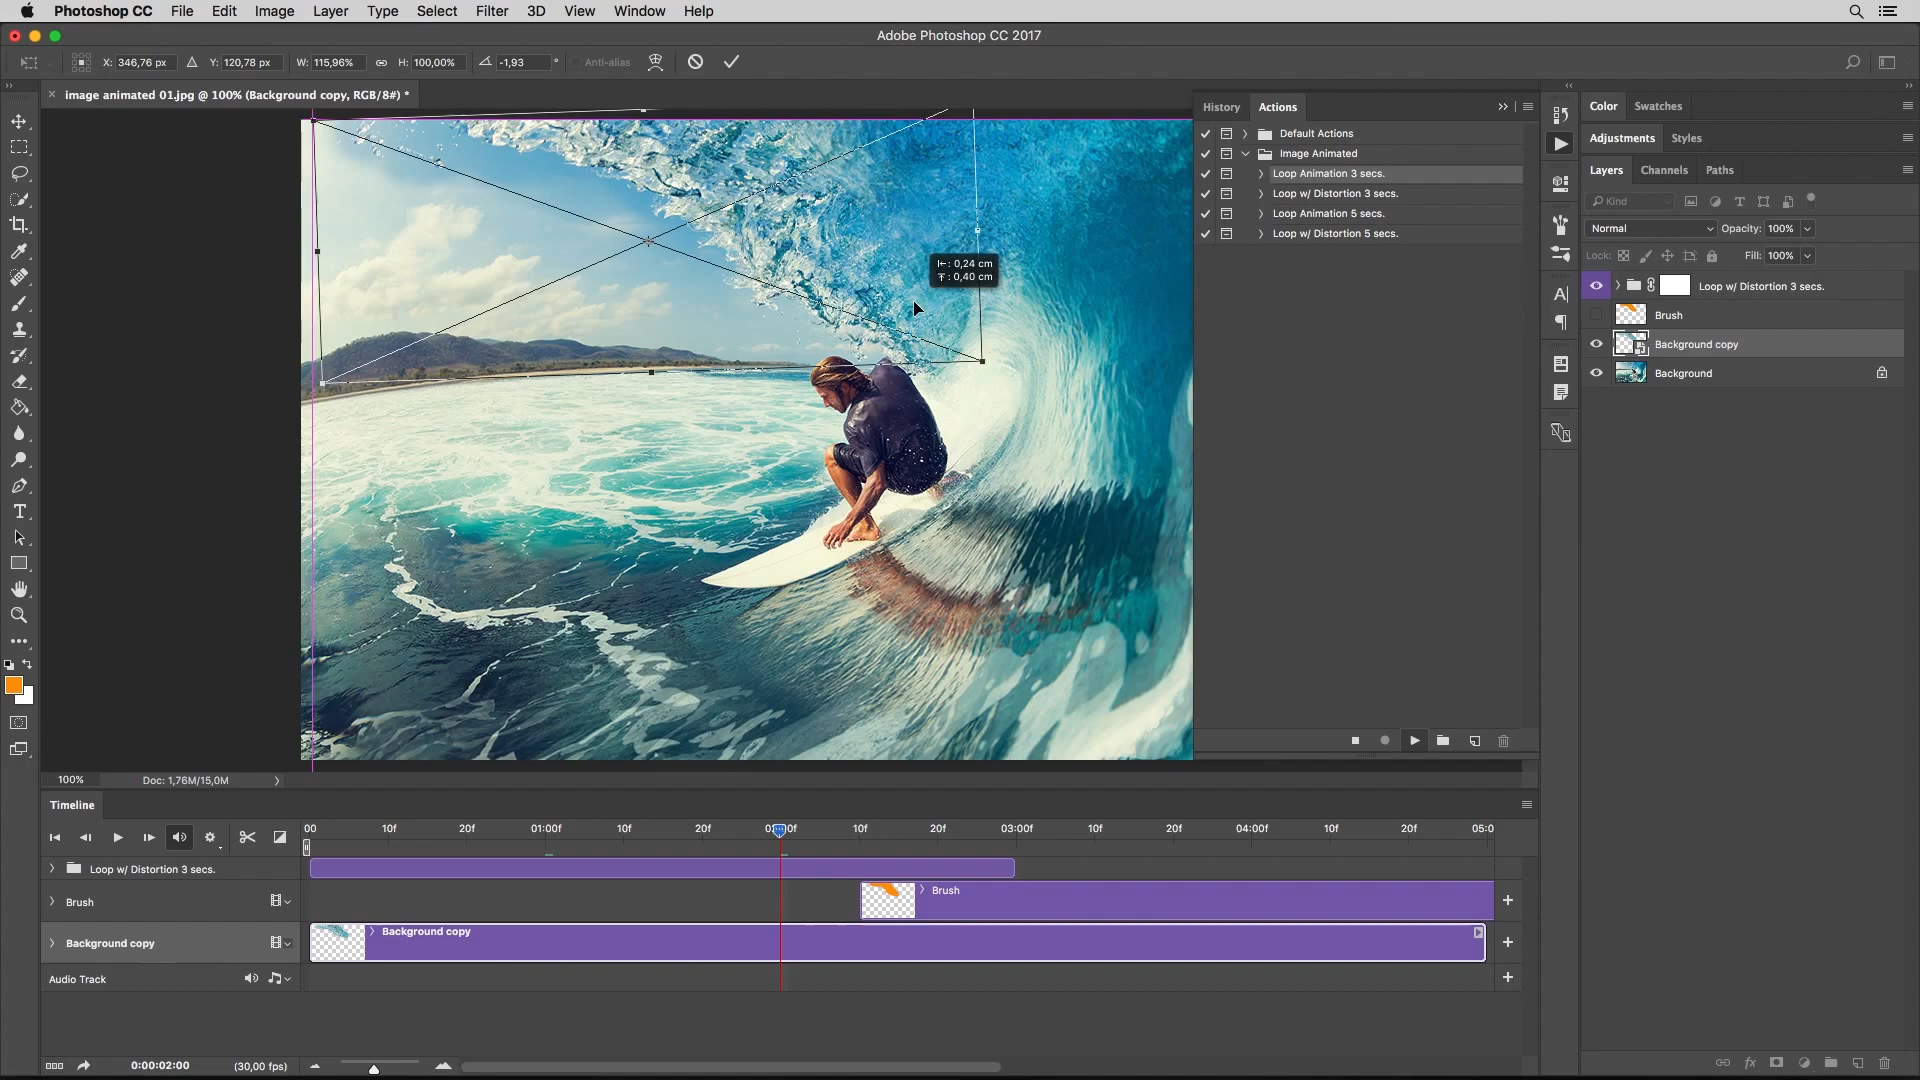 Photoshop CC File Edit Image Layer Type Select Filter 3D View Window Help
Adobe Photoshop CC 2017
X: 346,76 px Y: 120,78 px W: 115,96% H: 100,00% -1,93 ° Anti-alias
image animated 01.jpg @ 100% (Background copy, RGB/8#) *
History Actions
Default Actions
Image Animated
Loop Animation 3 secs.
Loop w/ Distortion 3 secs.
Loop Animation 5 secs.
Loop w/ Distortion 5 secs.
: 0,24 cm
: 0,40 cm
Color Swatches
Adjustments Styles
Layers Channels Paths
Kind
Normal Opacity: 100%
Lock: Fill: 100%
Loop w/ Distortion 3 secs.
Brush
Background copy
Background
100% Doc: 1,76M/15,0M
Timeline
00 10f 20f 01:00f 10f 20f 10f 20f 03:00f 10f 20f 04:00f 10f 20f 05:0
Loop w/ Distortion 3 secs.
Brush
Brush
Background copy
Background copy
Audio Track
0:00:02:00 (30,00 fps)